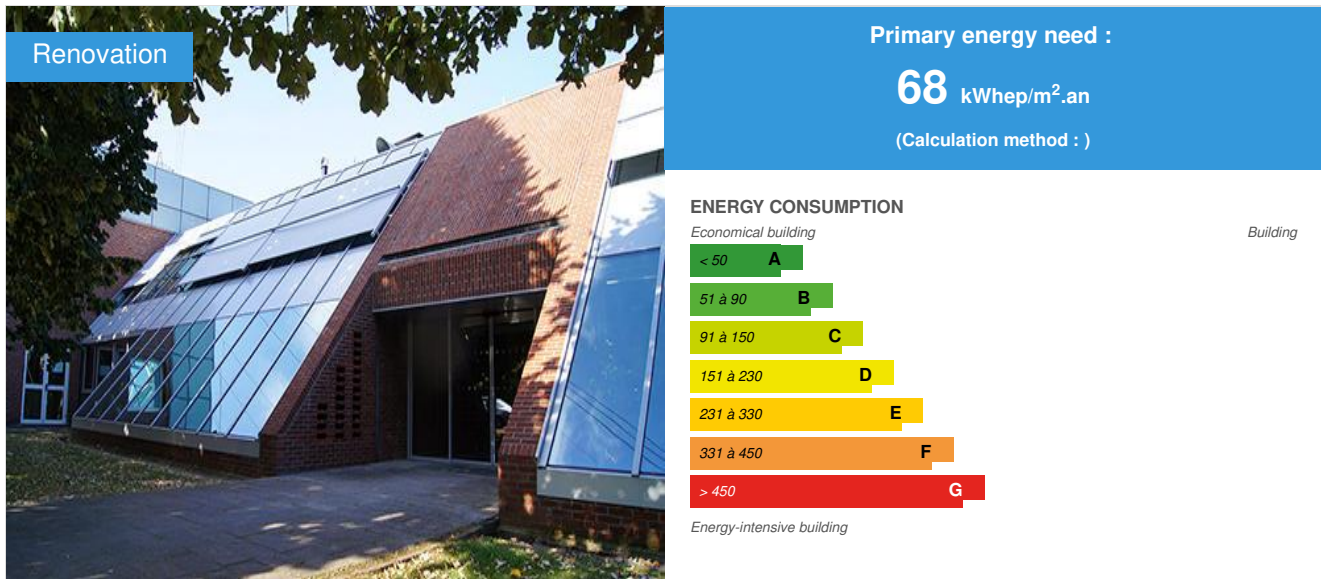 Renovation
Primary energy need :
68 kWhep/m².an
(Calculation method : )
ENERGY CONSUMPTION
Economical building
Building
< 50 A
51 à 90 B
91 à 150 C
151 à 230 D
231 à 330 E
331 à 450 F
> 450 G
Energy-intensive building